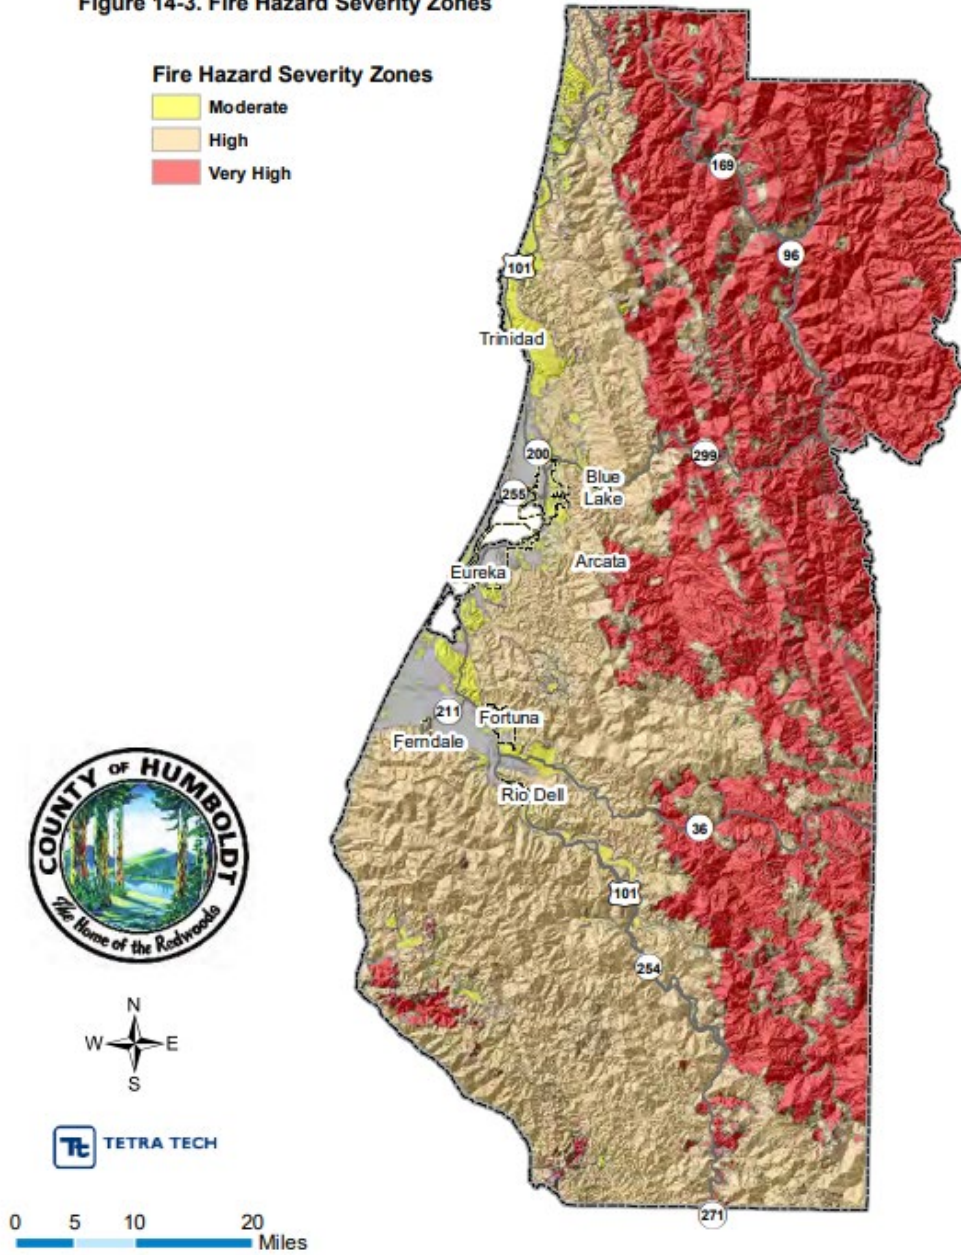 Figure 14-3. Fire Hazard Severity Zones
Fire Hazard Severity Zones
Moderate
High
Very High
169
96
101
Trinidad
200
299
Blue
Lake
255
Arcata
Eureka
211
Fortuna
Ferndale
Rio Dell
36
101
254
271
COUNTY OF HUMBOLDT
The Home of the Redwoods
N
W E
S
Tt TETRA TECH
0 5 10 20
Miles